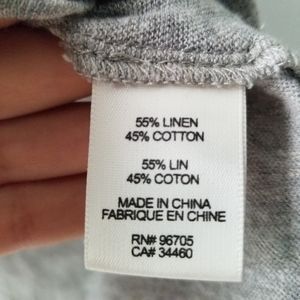 55% LINEN
45% COTTON
55% LIN
45% COTON
MADE IN CHINA
FABRIQUE EN CHINE
RN# 96705
CA# 34460